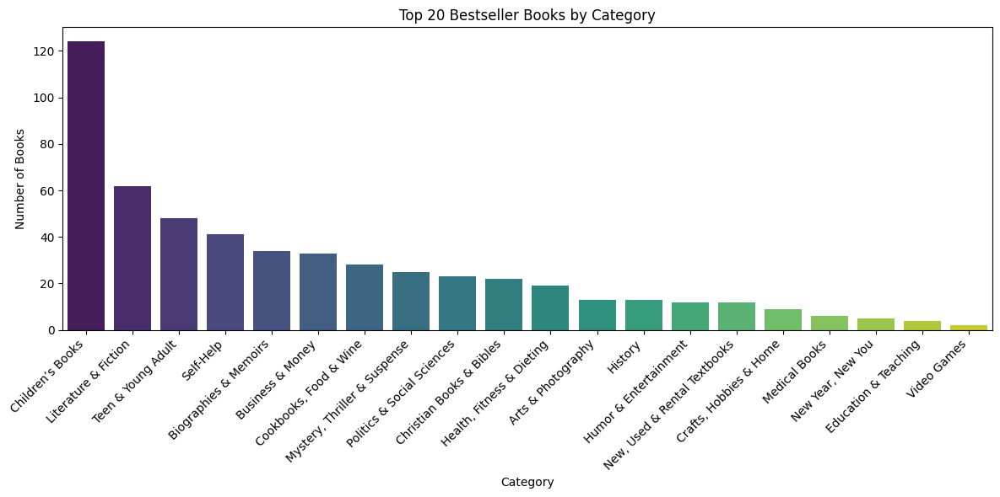 Top 20 Bestseller Books by Category
Number of Books
120
100
80
60
40
20
0
Children's Books
Literature & Fiction
Teen & Young Adult
Self-Help
Biographies & Memoirs
Business & Money
Cookbooks, Food & Wine
Mystery, Thriller & Suspense
Politics & Social Sciences
Christian Books & Bibles
Health, Fitness & Dieting
Arts & Photography
History
Humor & Entertainment
New, Used & Rental Textbooks
Crafts, Hobbies & Home
Medical Books
New Year, New You
Education & Teaching
Video Games
Category